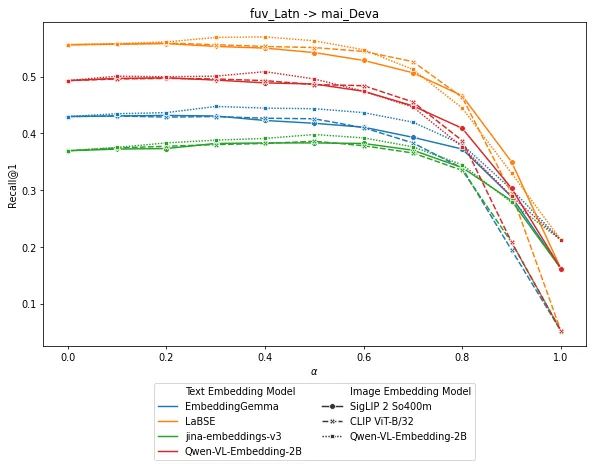 fuv_Latn -> mai_Deva
Recall@1
0.5
0.4
0.3
0.2
0.1
0.0 0.2 0.4 0.6 0.8 1.0
α
Text Embedding Model Image Embedding Model
EmbeddingGemma SigLIP 2 So400m
LaBSE CLIP ViT-B/32
jina-embeddings-v3 Qwen-VL-Embedding-2B
Qwen-VL-Embedding-2B